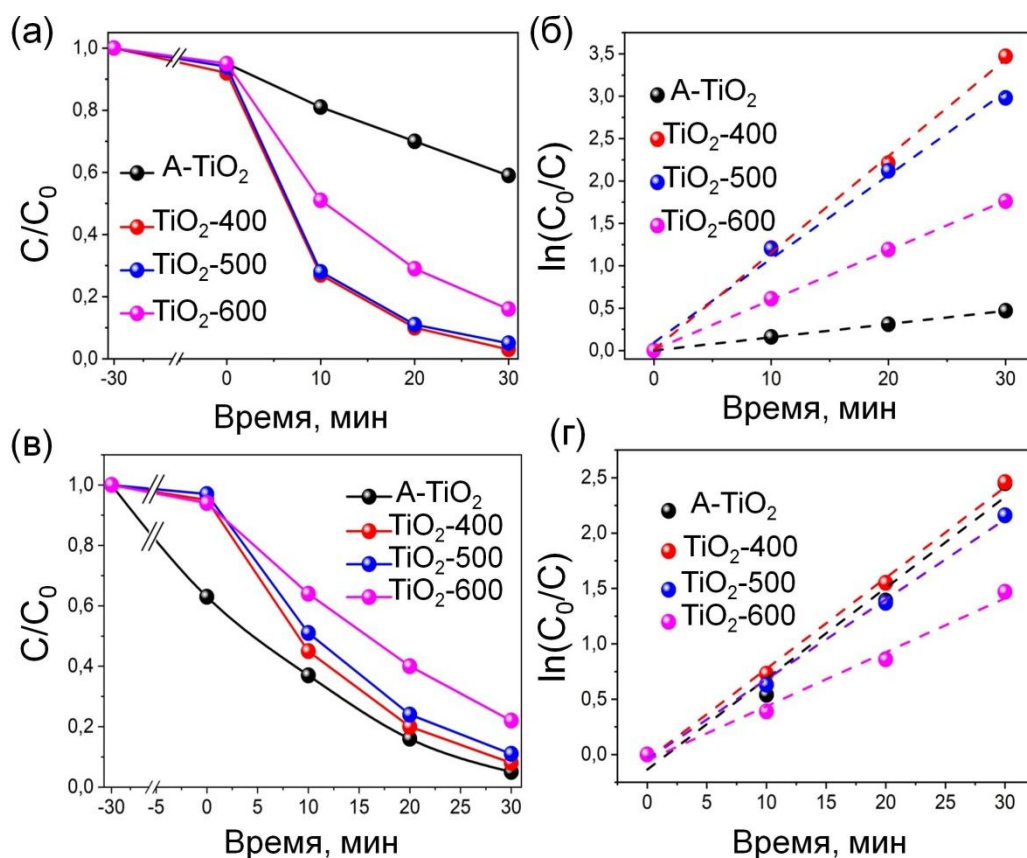 (а)
C/C₀
1,0
0,8
0,6
0,4
0,2
0,0
A-TiO₂
TiO₂-400
TiO₂-500
TiO₂-600
-30
0
10
20
30
Время, мин
(б)
ln(C₀/C)
3,5
3,0
2,5
2,0
1,5
1,0
0,5
0,0
A-TiO₂
TiO₂-400
TiO₂-500
TiO₂-600
0
10
20
30
Время, мин
(в)
C/C₀
1,0
0,8
0,6
0,4
0,2
0,0
A-TiO₂
TiO₂-400
TiO₂-500
TiO₂-600
-30
-5
0
5
10
15
20
25
30
Время, мин
(г)
ln(C₀/C)
2,5
2,0
1,5
1,0
0,5
0,0
A-TiO₂
TiO₂-400
TiO₂-500
TiO₂-600
0
5
10
15
20
25
30
Время, мин